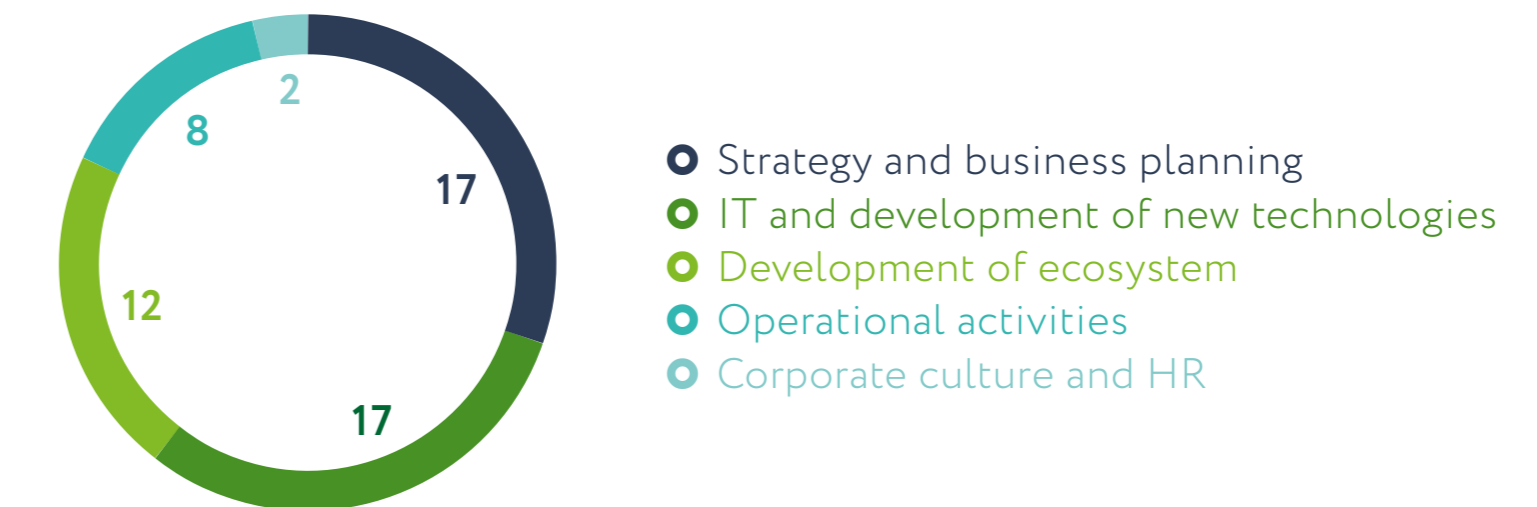 2
8
17
12
17
Strategy and business planning
IT and development of new technologies
Development of ecosystem
Operational activities
Corporate culture and HR